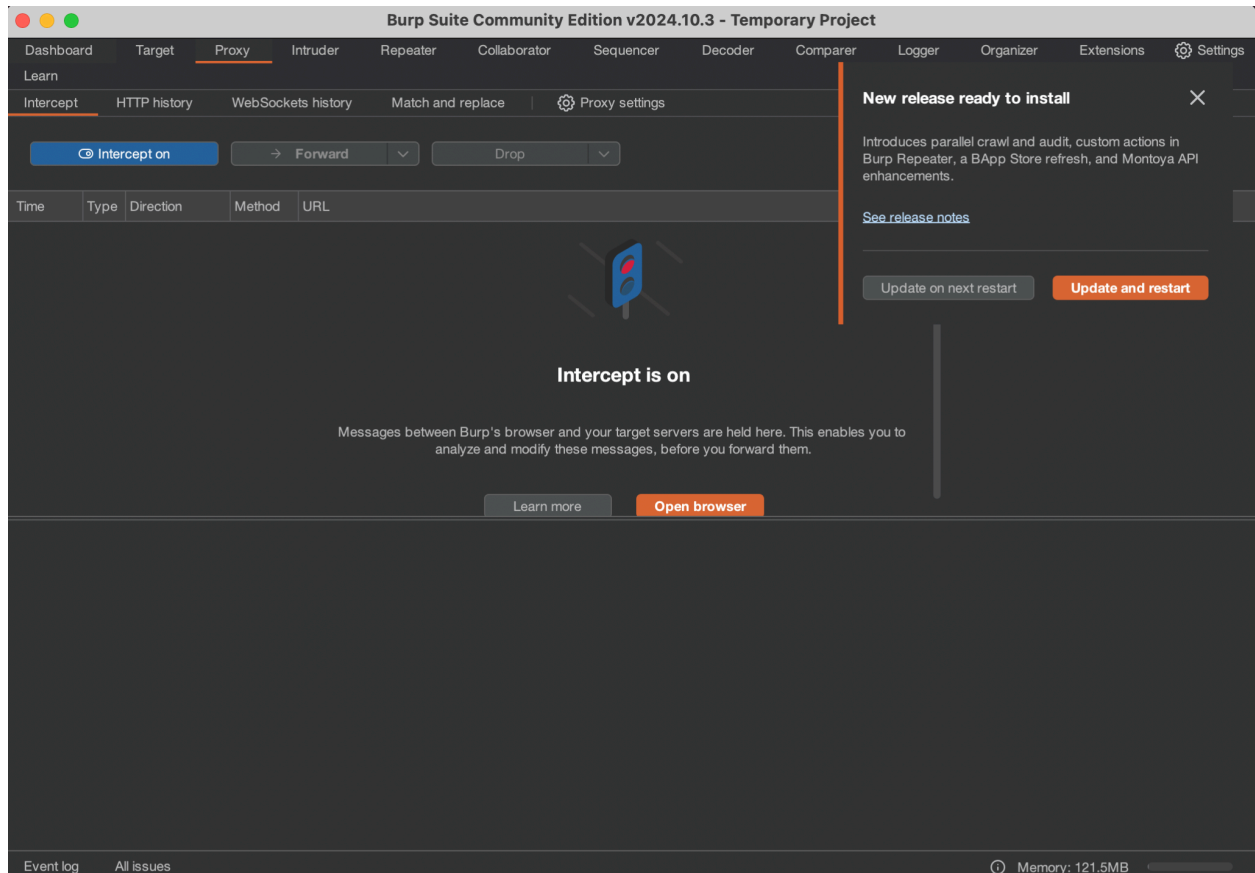 Burp Suite Community Edition v2024.10.3 - Temporary Project
Dashboard Target Proxy Intruder Repeater Collaborator Sequencer Decoder Comparer Logger Organizer Extensions Settings
Learn
Intercept HTTP history WebSockets history Match and replace Proxy settings
Intercept on Forward Drop
Time Type Direction Method URL
New release ready to install
Introduces parallel crawl and audit, custom actions in
Burp Repeater, a BApp Store refresh, and Montoya API
enhancements.
See release notes
Update on next restart Update and restart
Intercept is on
Messages between Burp's browser and your target servers are held here. This enables you to
analyze and modify these messages, before you forward them.
Learn more Open browser
Event log All issues Memory: 121.5MB